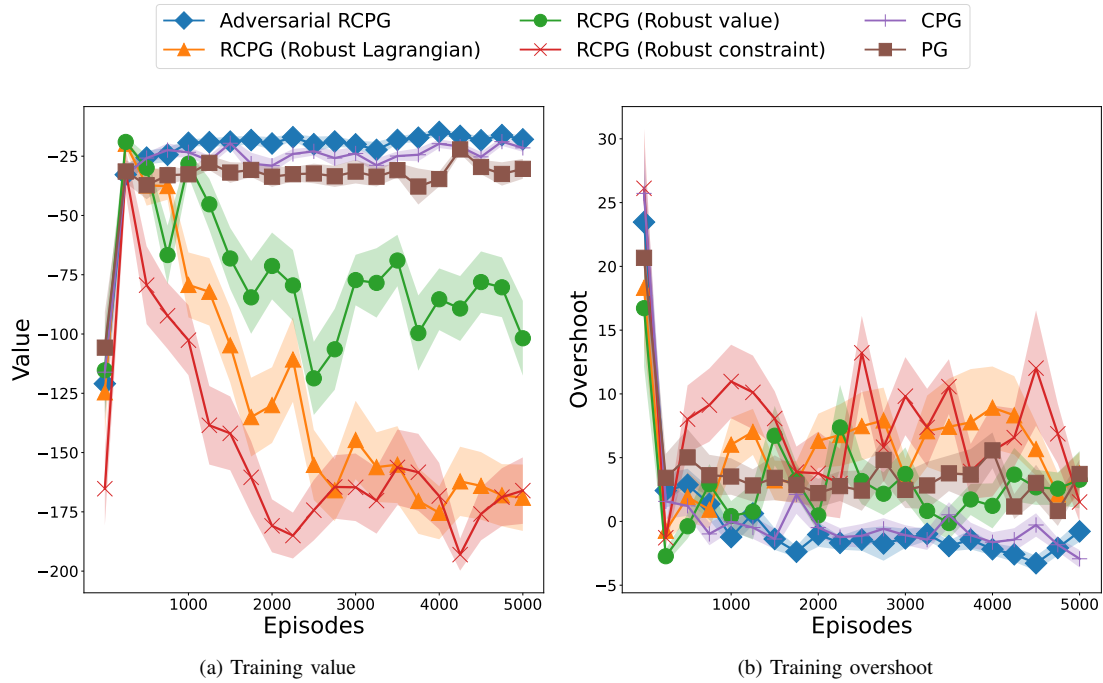 Adversarial RCPG
RCPG (Robust Lagrangian)
RCPG (Robust value)
RCPG (Robust constraint)
CPG
PG
Value
−25
−50
−75
−100
−125
−150
−175
−200
1000 2000 3000 4000 5000
Episodes
(a) Training value
Overshoot
30
25
20
15
10
5
0
−5
1000 2000 3000 4000 5000
Episodes
(b) Training overshoot